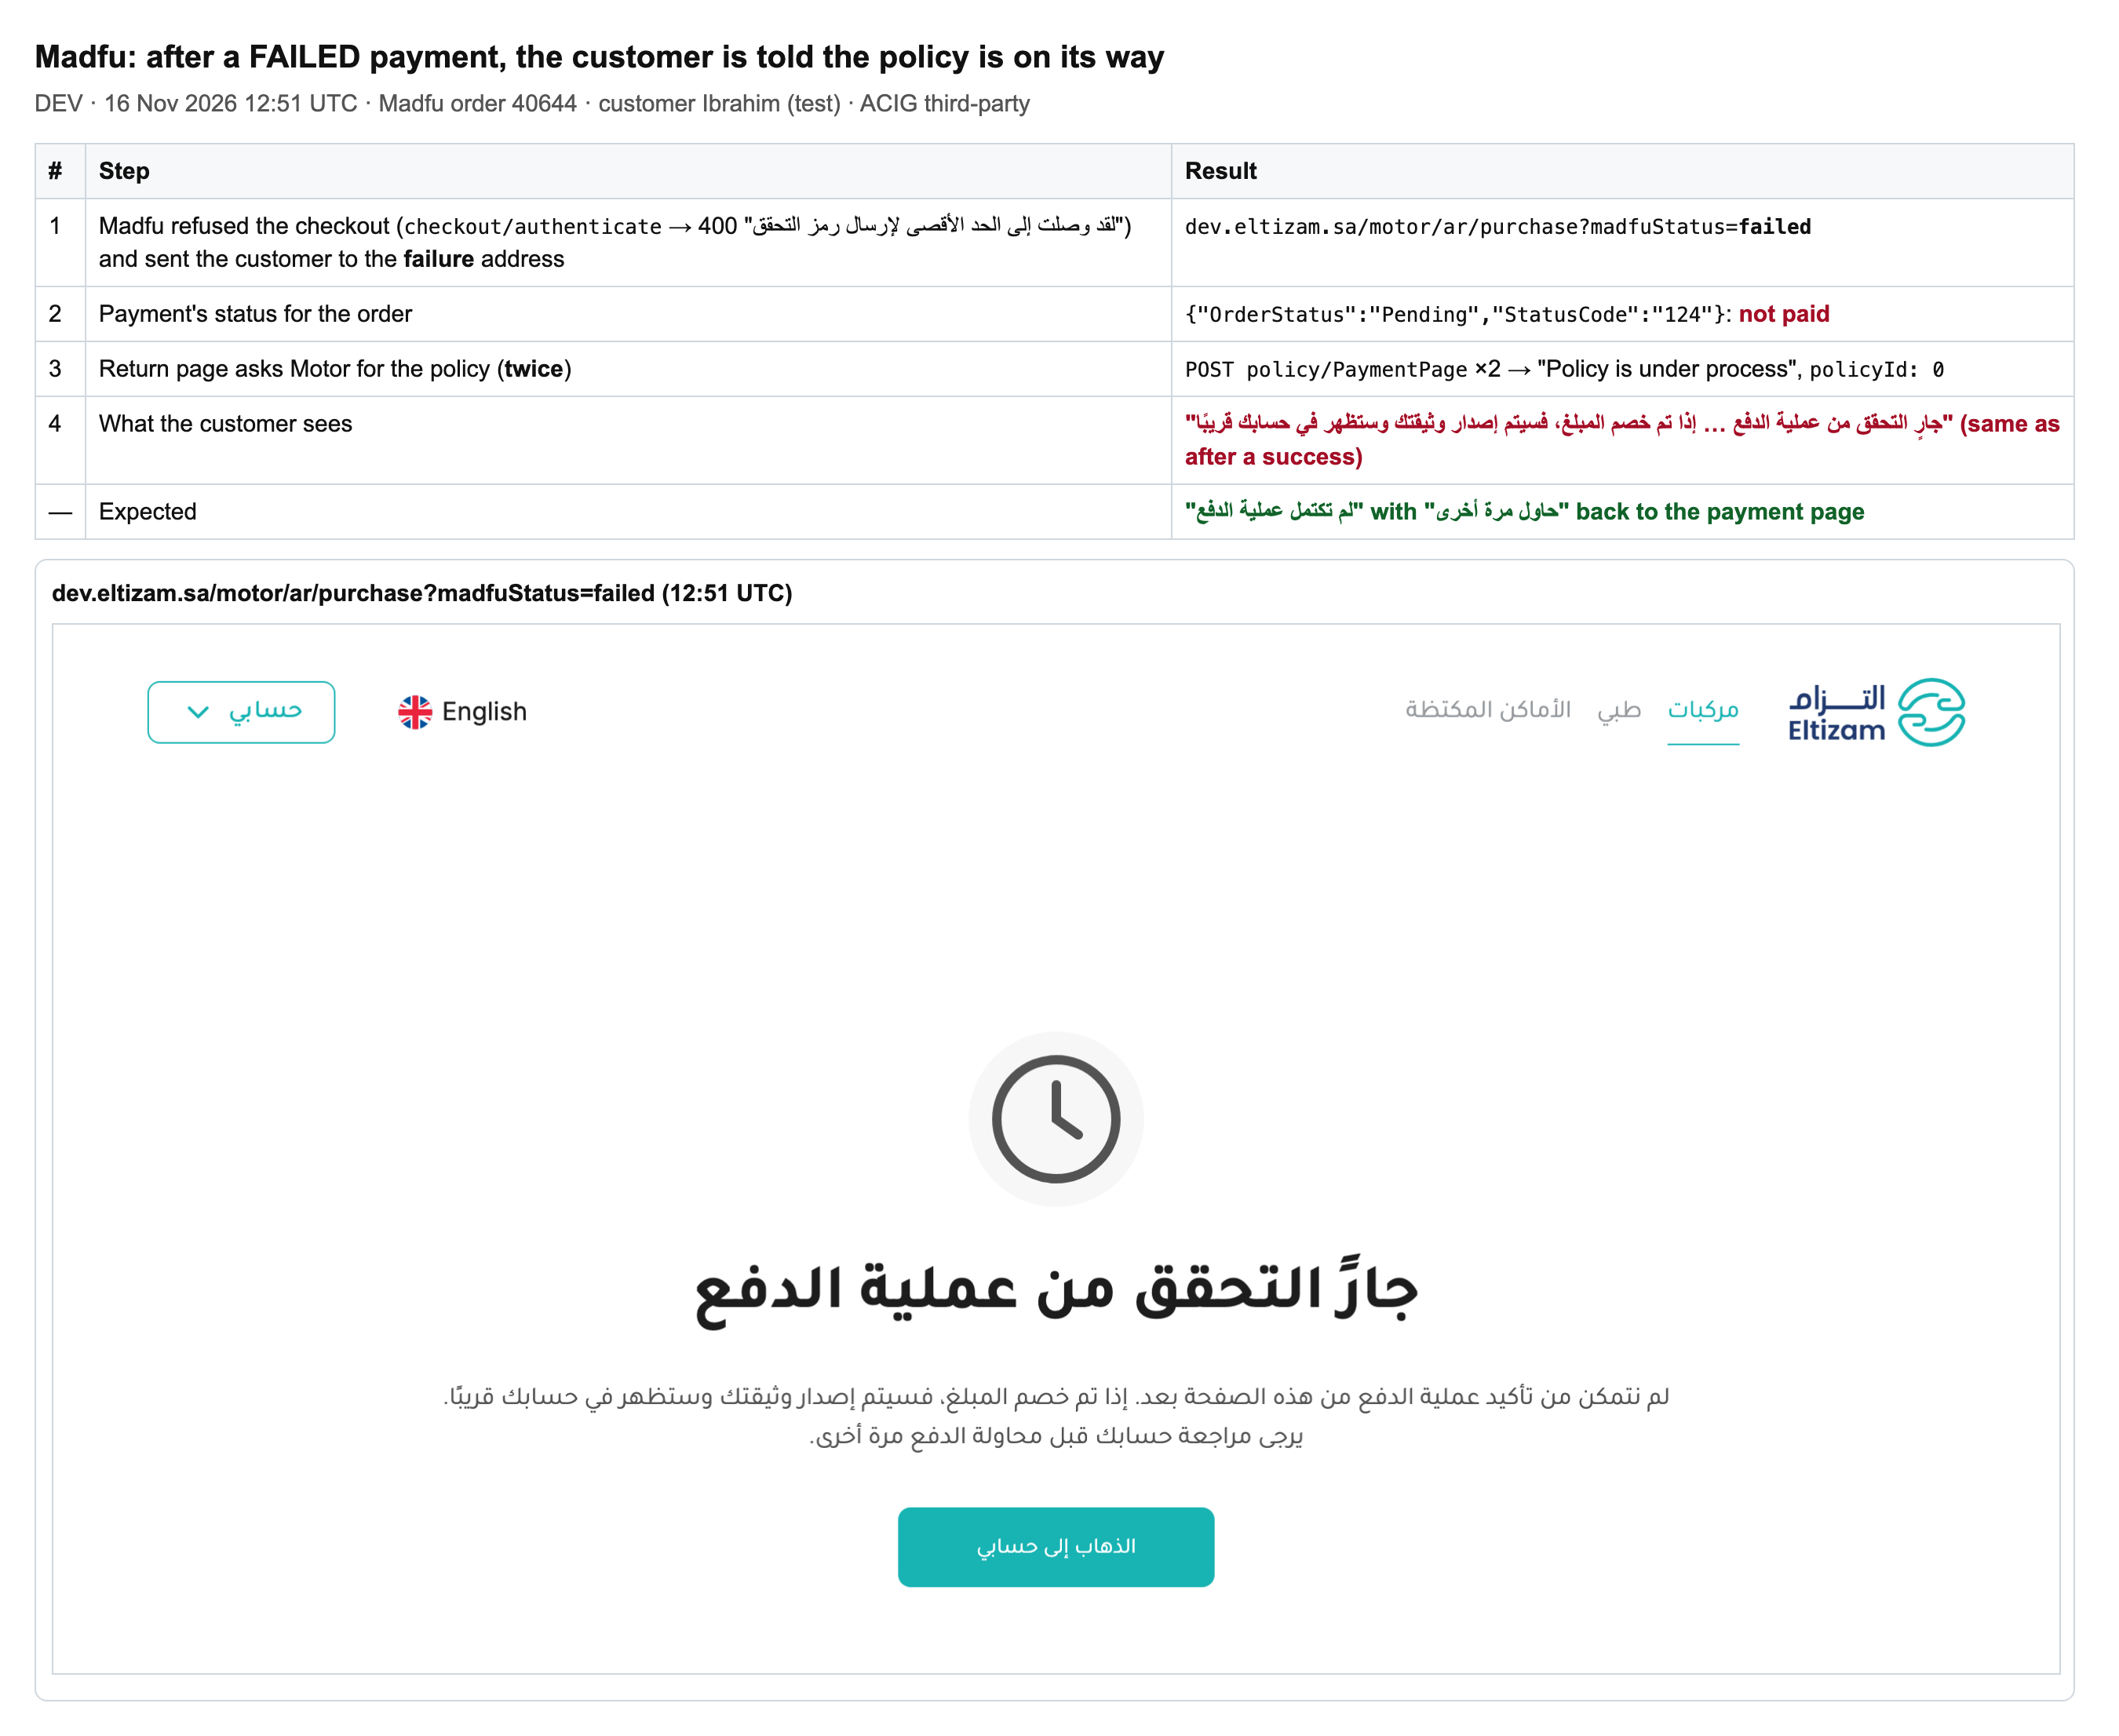 Madfu: after a FAILED payment, the customer is told the policy is on its way
DEV · 16 Nov 2026 12:51 UTC · Madfu order 40644 · customer Ibrahim (test) · ACIG third-party
# Step Result
1 Madfu refused the checkout (checkout/authenticate → 400 "لقد وصلت إلى الحد الأقصى لإرسال رمز التحقق")
and sent the customer to the failure address
dev.eltizam.sa/motor/ar/purchase?madfuStatus=failed
2 Payment's status for the order {"OrderStatus":"Pending","StatusCode":"124"}: not paid
3 Return page asks Motor for the policy (twice) POST policy/PaymentPage ×2 → "Policy is under process", policyId: 0
4 What the customer sees "جارٍ التحقق من عملية الدفع ... إذا تم خصم المبلغ، فسيتم إصدار وثيقتك وستظهر في حسابك قريبًا" (same as
after a success)
— Expected "لم تكتمل عملية الدفع" with "حاول مرة أخرى" back to the payment page
dev.eltizam.sa/motor/ar/purchase?madfuStatus=failed (12:51 UTC)
التزام
Eltizam
مركبات
طبي
الأماكن المكتظة
English
حسابي
جارً التحقق من عملية الدفع
لم نتمكن من تأكيد عملية الدفع من هذه الصفحة بعد. إذا تم خصم المبلغ، فسيتم إصدار وثيقتك وستظهر في حسابك قريبًا.
يرجى مراجعة حسابك قبل محاولة الدفع مرة أخرى.
الذهاب إلى حسابي